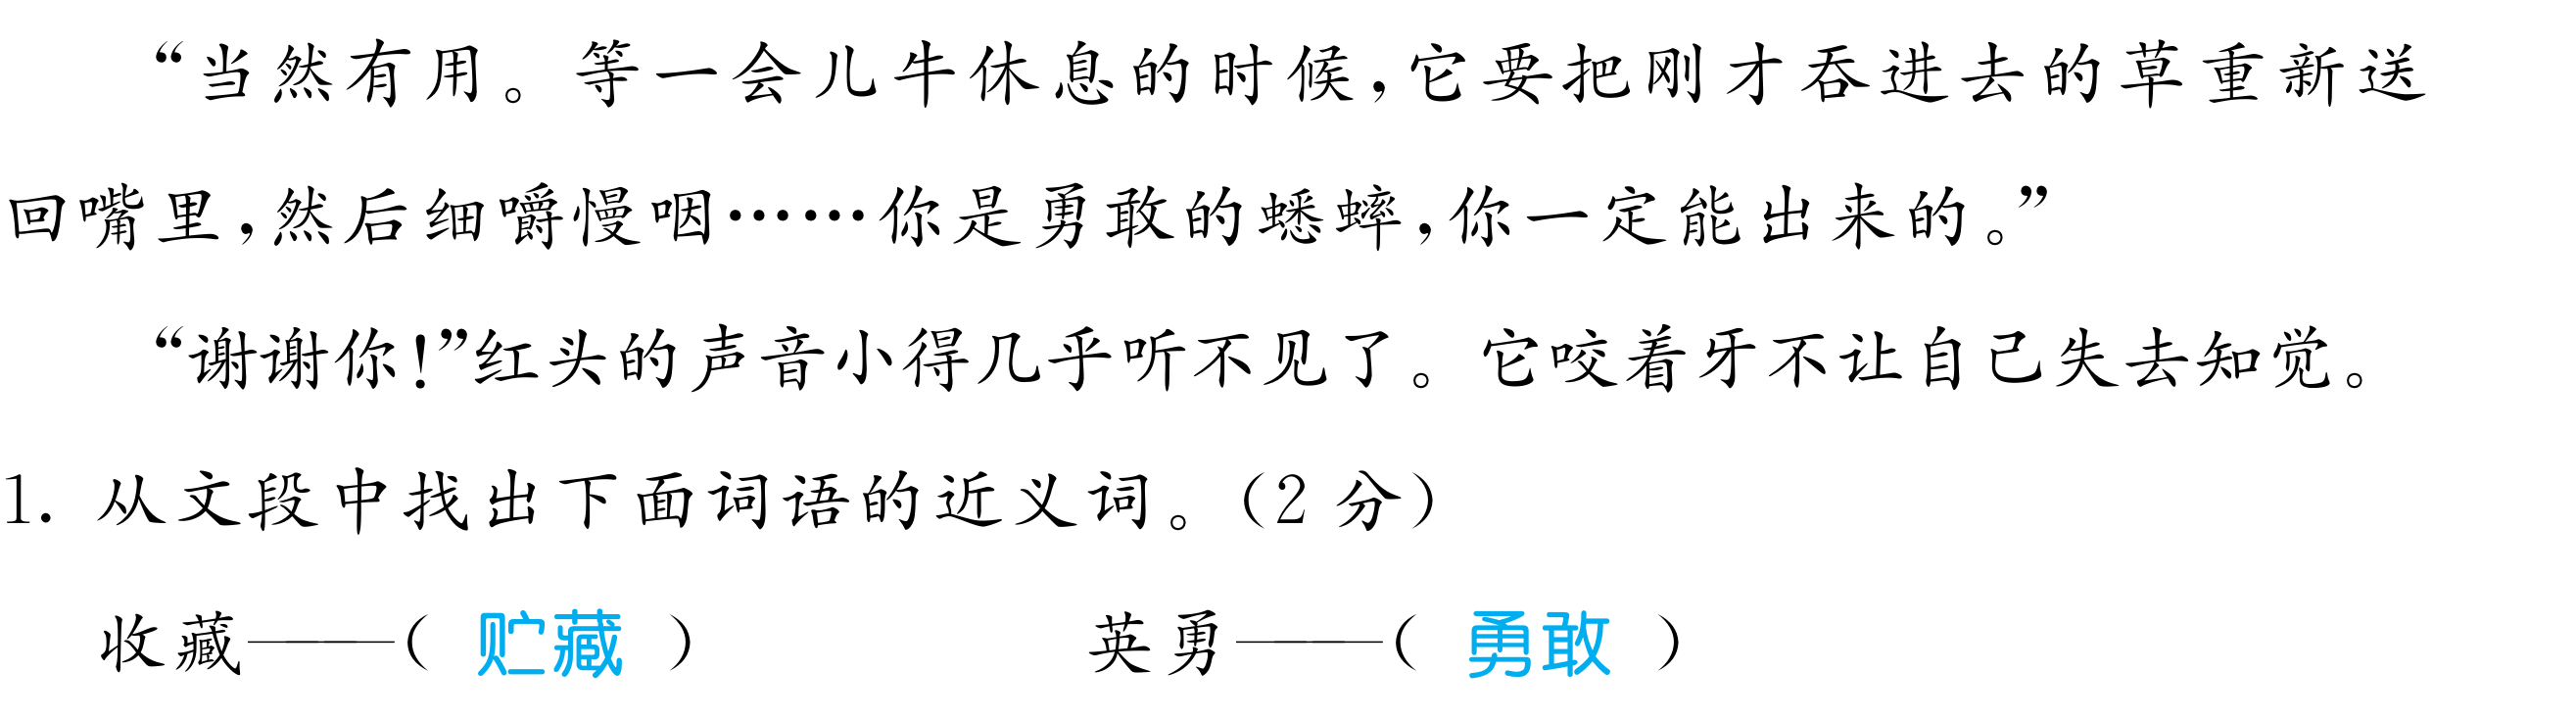 “当然有用。等一会儿牛休息的时候,它要把刚才吞进去的草重新送
回嘴里,然后细嚼慢咽……你是勇敢的蟋蟀,你一定能出来的。”
“谢谢你!”红头的声音小得几乎听不见了。它咬着牙不让自己失去知觉。
1. 从文段中找出下面词语的近义词。(2 分)
收藏——( 贮藏 ) 英勇——( 勇敢 )